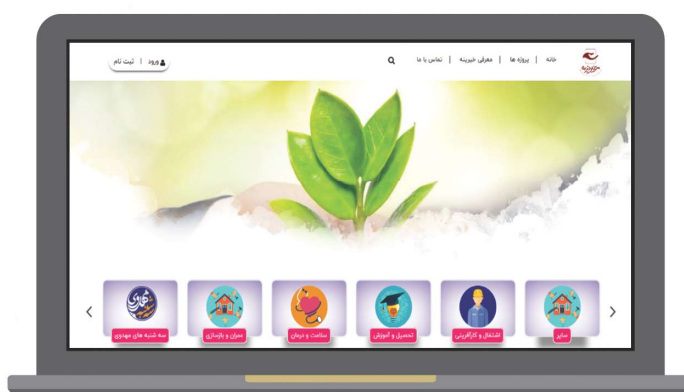 خانه | پروژه ها | معرفی خیرینه | تماس با ما
ورود | ثبت نام
سایر
اشتغال و کارآفرینی
تحصیل و آموزش
سلامت و درمان
عمران و بازسازی
سه شنبه های مهدوی